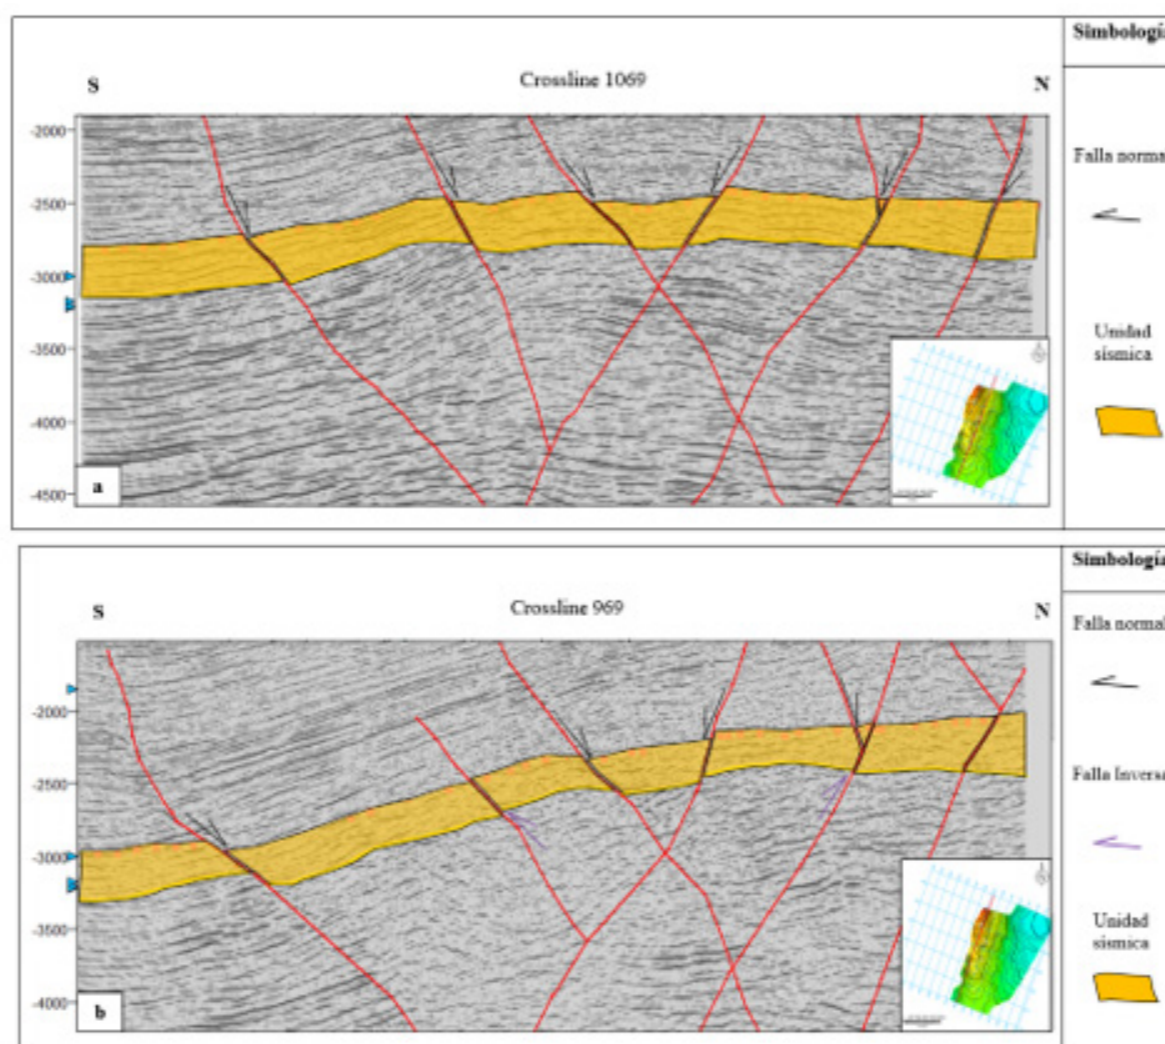 Simbología
S
Crossline 1069
N
-2000
-2500
-3000
-3500
-4000
-4500
Falla normal
Unidad
sísmica
a
Simbología
S
Crossline 969
N
-2000
-2500
-3000
-3500
-4000
Falla normal
Falla Inversa
Unidad
sísmica
b